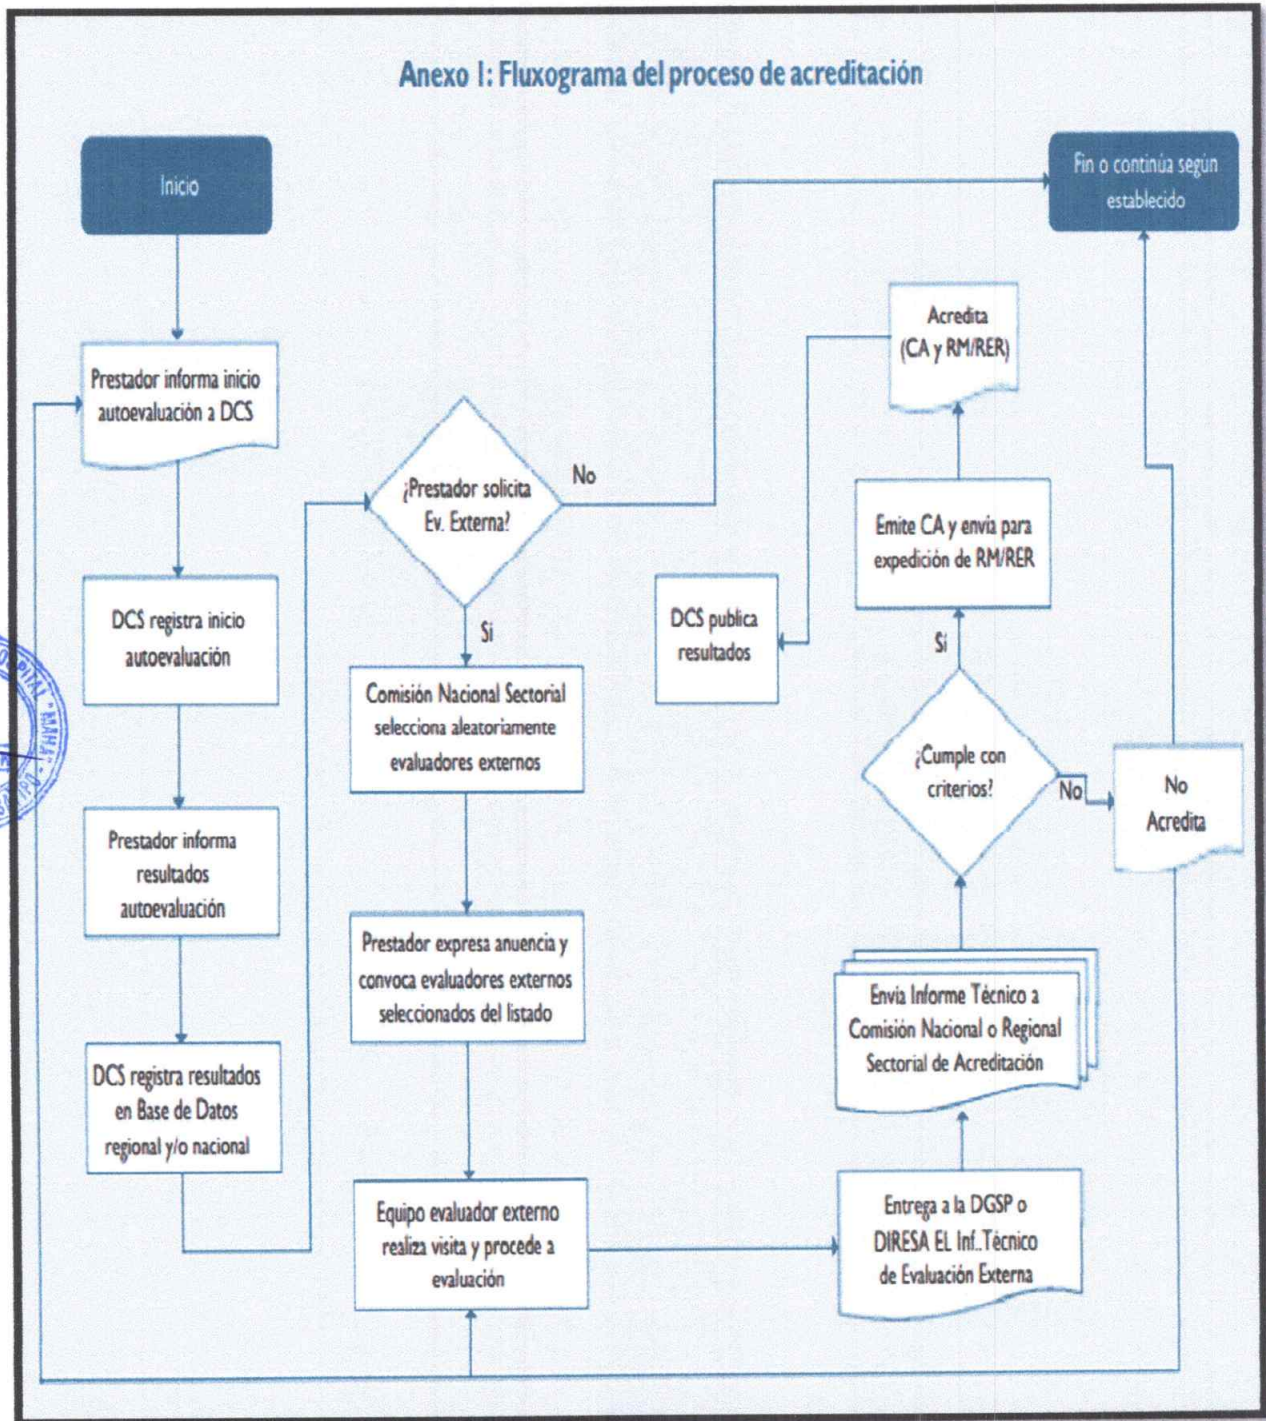 Anexo I: Fluxograma del proceso de acreditación
Inicio
Prestador informa inicio
autoevaluación a DCS
DCS registra inicio
autoevaluación
Prestador informa
resultados
autoevaluación
DCS registra resultados
en Base de Datos
regional y/o nacional
¿Prestador solicita
Ev. Externa?
No
Si
Comisión Nacional Sectorial
selecciona aleatoriamente
evaluadores externos
Prestador expresa anuencia y
convoca evaluadores externos
seleccionados del listado
Equipo evaluador externo
realiza visita y procede a
evaluación
Entrega a la DGSP o
DIRESA EL Inf..Técnico
de Evaluación Externa
Envía Informe Técnico a
Comisión Nacional o Regional
Sectorial de Acreditación
¿Cumple con
criterios?
No
Si
No
Acredita
Emite CA y envía para
expedición de RM/RER
Acredita
(CA y RM/RER)
DCS publica
resultados
Fin o continúa según
establecido